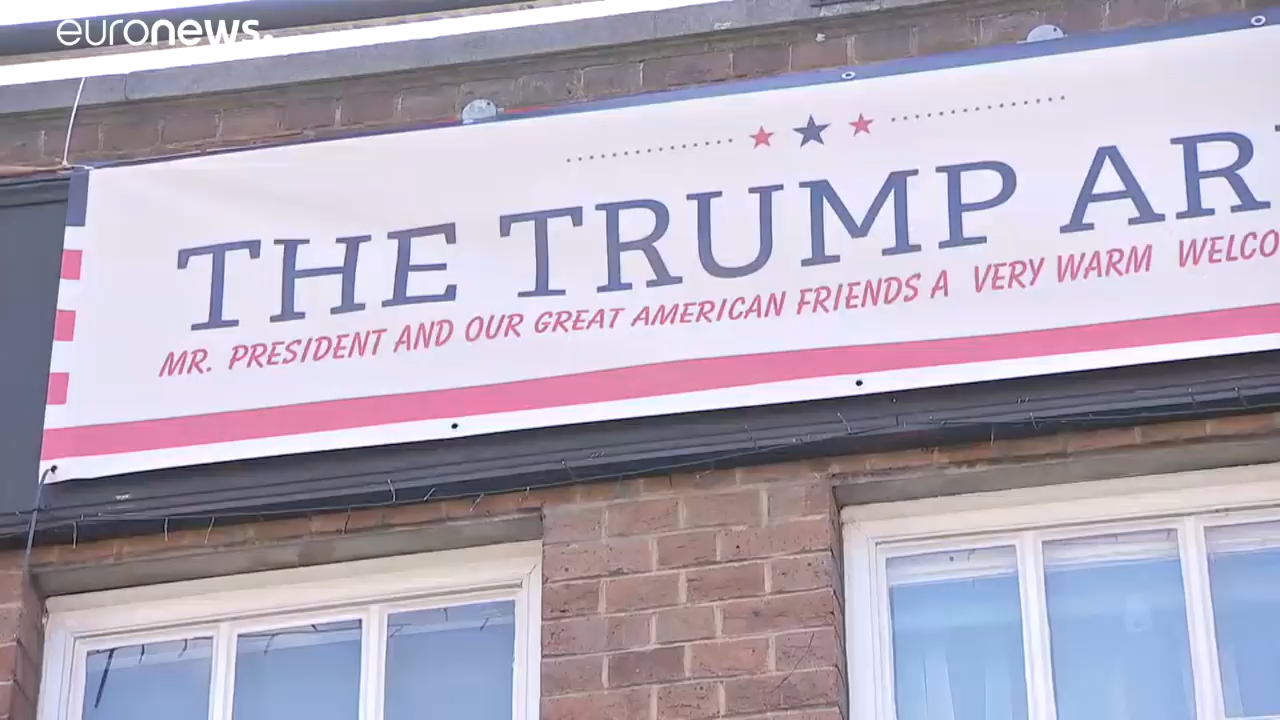 euronews.
THE TRUMP AR
MR. PRESIDENT AND OUR GREAT AMERICAN FRIENDS A VERY WARM WELCO